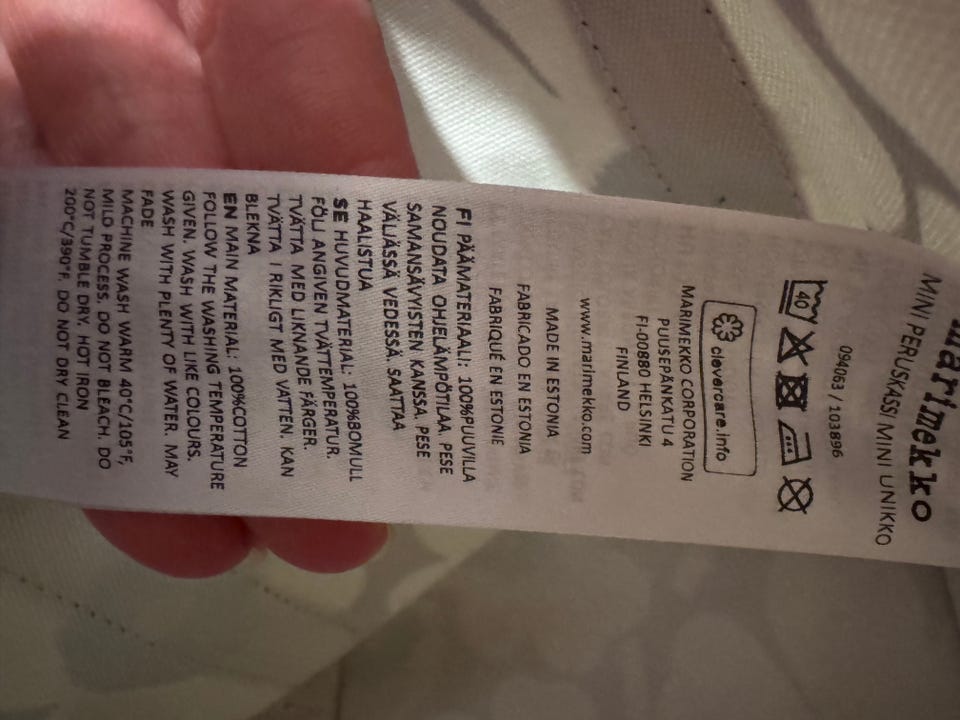 marimekko
MINI PERUSKASSI MINI UNIKKO
094063 / 103896
40
clevercare.info
MARIMEKKO CORPORATION
PUUSEPÄNKATU 4
FI-00880 HELSINKI
FINLAND
www.marimekko.com
MADE IN ESTONIA
FABRICADO EN ESTONIA
FABRIQUÉ EN ESTONIE
FI PÄÄMATERIAALI: 100%PUUVILLA
NOUDATA OHJELÄMPÖTILAA. PESE
SAMANSÄVYISTEN KANSSA. PESE
VÄLJÄSSÄ VEDESSÄ. SAATTAA
HAALISTUA
SE HUVUDMATERIAL: 100%BOMULL
FÖLJ ANGIVEN TVÄTTEMPERATUR.
TVÄTTA MED LIKNANDE FÄRGER.
TVÄTTA I RIKLIGT MED VATTEN. KAN
BLEKNA
EN MAIN MATERIAL: 100%COTTON
FOLLOW THE WASHING TEMPERATURE
GIVEN. WASH WITH LIKE COLOURS.
WASH WITH PLENTY OF WATER. MAY
FADE
MACHINE WASH WARM 40°C/105°F,
MILD PROCESS. DO NOT BLEACH. DO
NOT TUMBLE DRY. HOT IRON
200°C/390°F. DO NOT DRY CLEAN